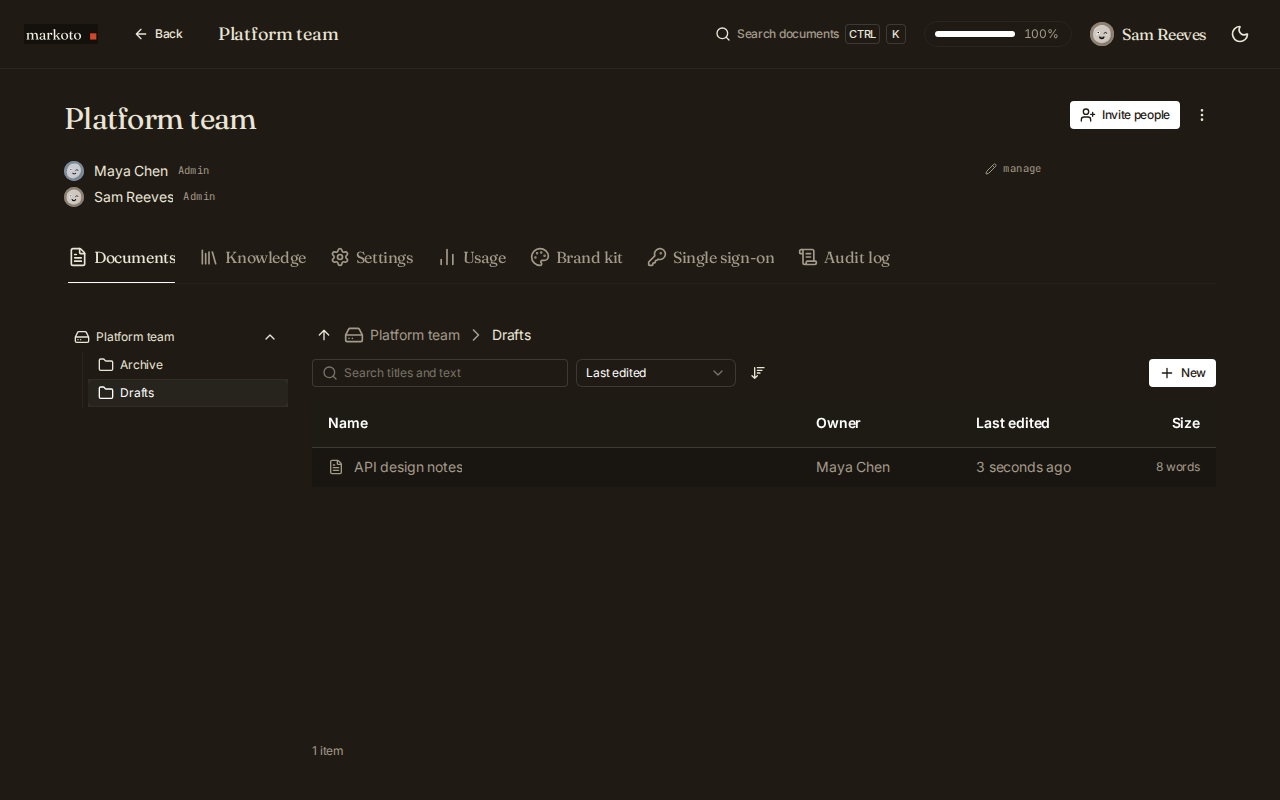 markoto
Back
Platform team
Search documents CTRL K
100%
Sam Reeves
Platform team
Invite people
Maya Chen Admin
manage
Sam Reeves Admin
Documents Knowledge Settings Usage Brand kit Single sign-on Audit log
Platform team
Archive
Drafts
Platform team Drafts
Search titles and text
Last edited
New
Name Owner Last edited Size
API design notes Maya Chen 3 seconds ago 8 words
1 item